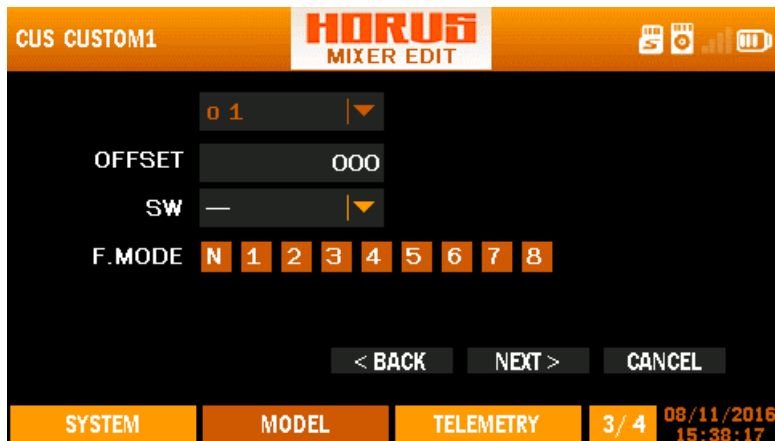 CUS CUSTOM1
HORUS
MIXER EDIT
o 1
OFFSET 000
SW —
F.MODE N 1 2 3 4 5 6 7 8
< BACK NEXT > CANCEL
SYSTEM MODEL TELEMETRY 3/ 4 08/11/2016
15:38:17